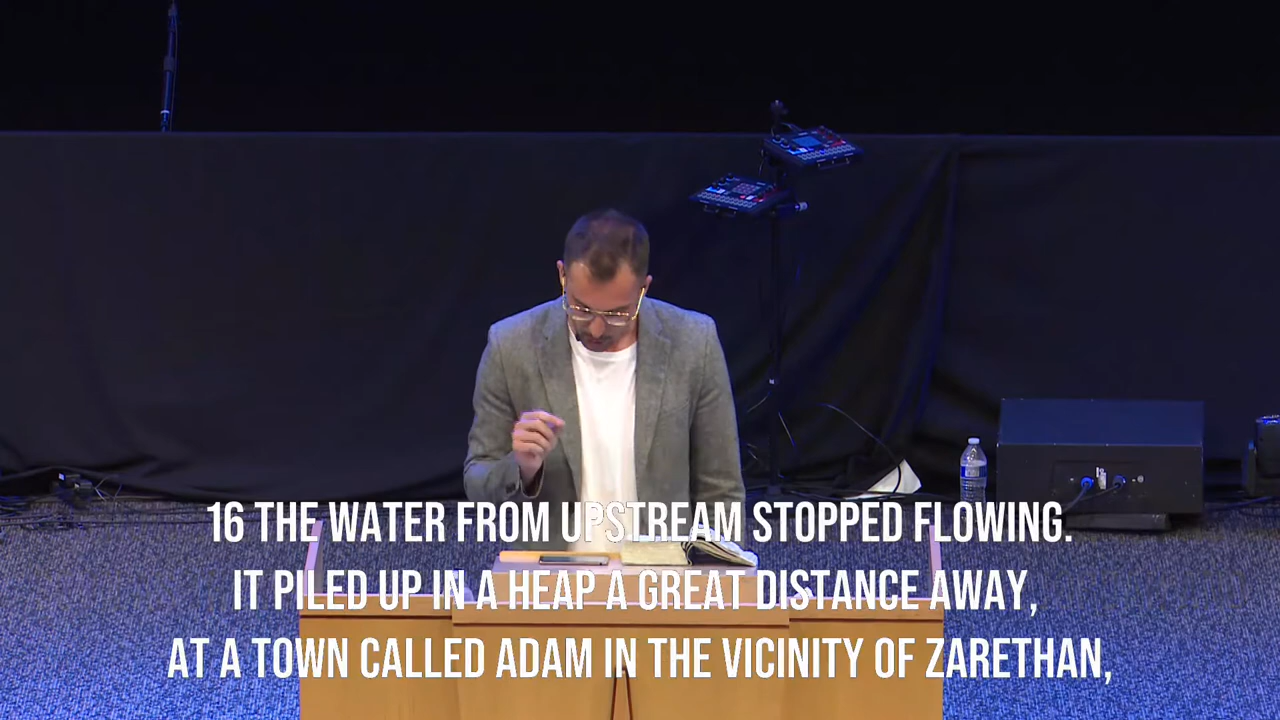 16 THE WATER FROM UPSTREAM STOPPED FLOWING.
IT PILED UP IN A HEAP A GREAT DISTANCE AWAY,
AT A TOWN CALLED ADAM IN THE VICINITY OF ZARETHAN,